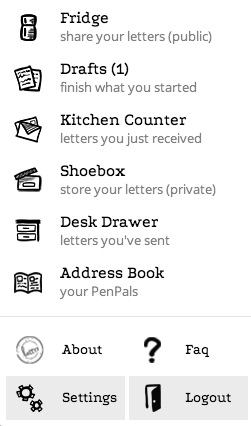 Fridge
share your letters (public)
Drafts (1)
finish what you started
Kitchen Counter
letters you just received
Shoebox
store your letters (private)
Desk Drawer
letters you've sent
Address Book
your PenPals
About
Faq
Settings
Logout